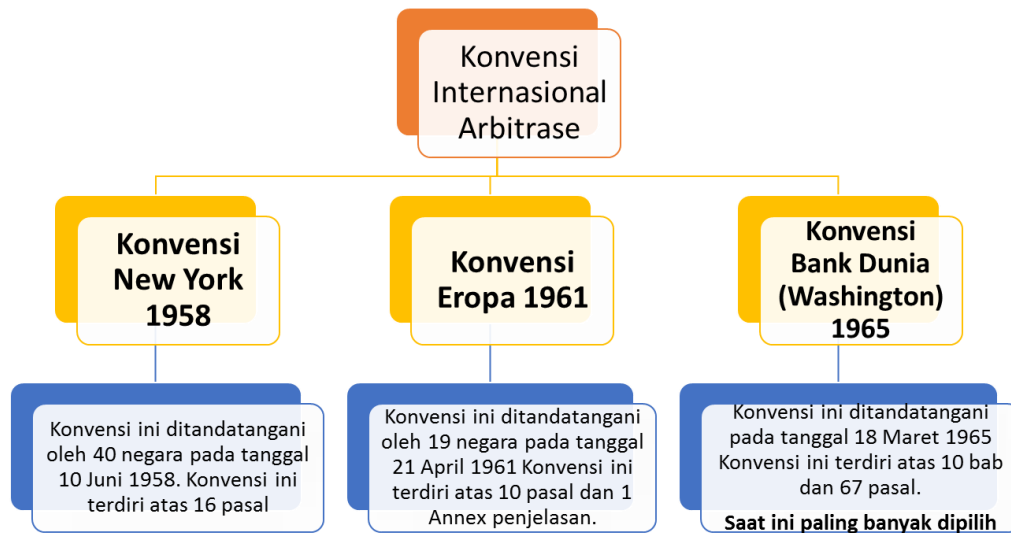 Konvensi
Internasional
Arbitrase
Konvensi
New York
1958
Konvensi
Eropa 1961
Konvensi
Bank Dunia
(Washington)
1965
Konvensi ini ditandatangani
oleh 40 negara pada tanggal
10 Juni 1958. Konvensi ini
terdiri atas 16 pasal
Konvensi ini ditandatangani
oleh 19 negara pada tanggal
21 April 1961 Konvensi ini
terdiri atas 10 pasal dan 1
Annex penjelasan.
Konvensi ini ditandatangani
pada tanggal 18 Maret 1965
Konvensi ini terdiri atas 10 bab
dan 67 pasal.
Saat ini paling banyak dipilih